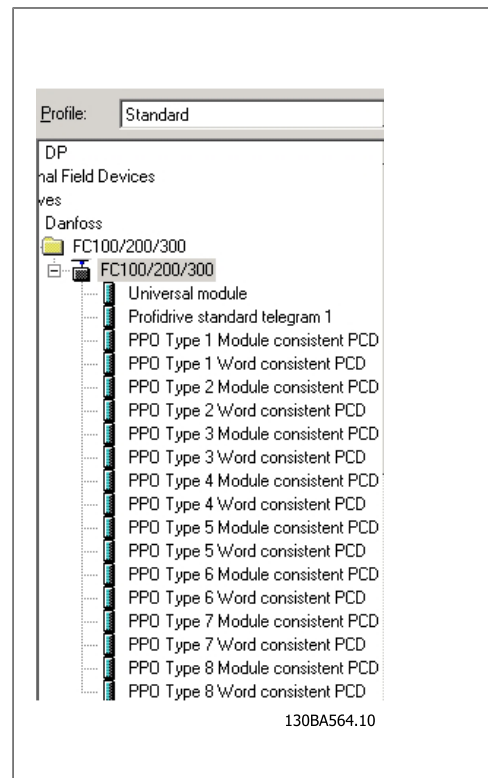 Profile: Standard
DP
nal Field Devices
ves
Danfoss
FC100/200/300
FC100/200/300
Universal module
Profidrive standard telegram 1
PPO Type 1 Module consistent PCD
PPO Type 1 Word consistent PCD
PPO Type 2 Module consistent PCD
PPO Type 2 Word consistent PCD
PPO Type 3 Module consistent PCD
PPO Type 3 Word consistent PCD
PPO Type 4 Module consistent PCD
PPO Type 4 Word consistent PCD
PPO Type 5 Module consistent PCD
PPO Type 5 Word consistent PCD
PPO Type 6 Module consistent PCD
PPO Type 6 Word consistent PCD
PPO Type 7 Module consistent PCD
PPO Type 7 Word consistent PCD
PPO Type 8 Module consistent PCD
PPO Type 8 Word consistent PCD
130BA564.10